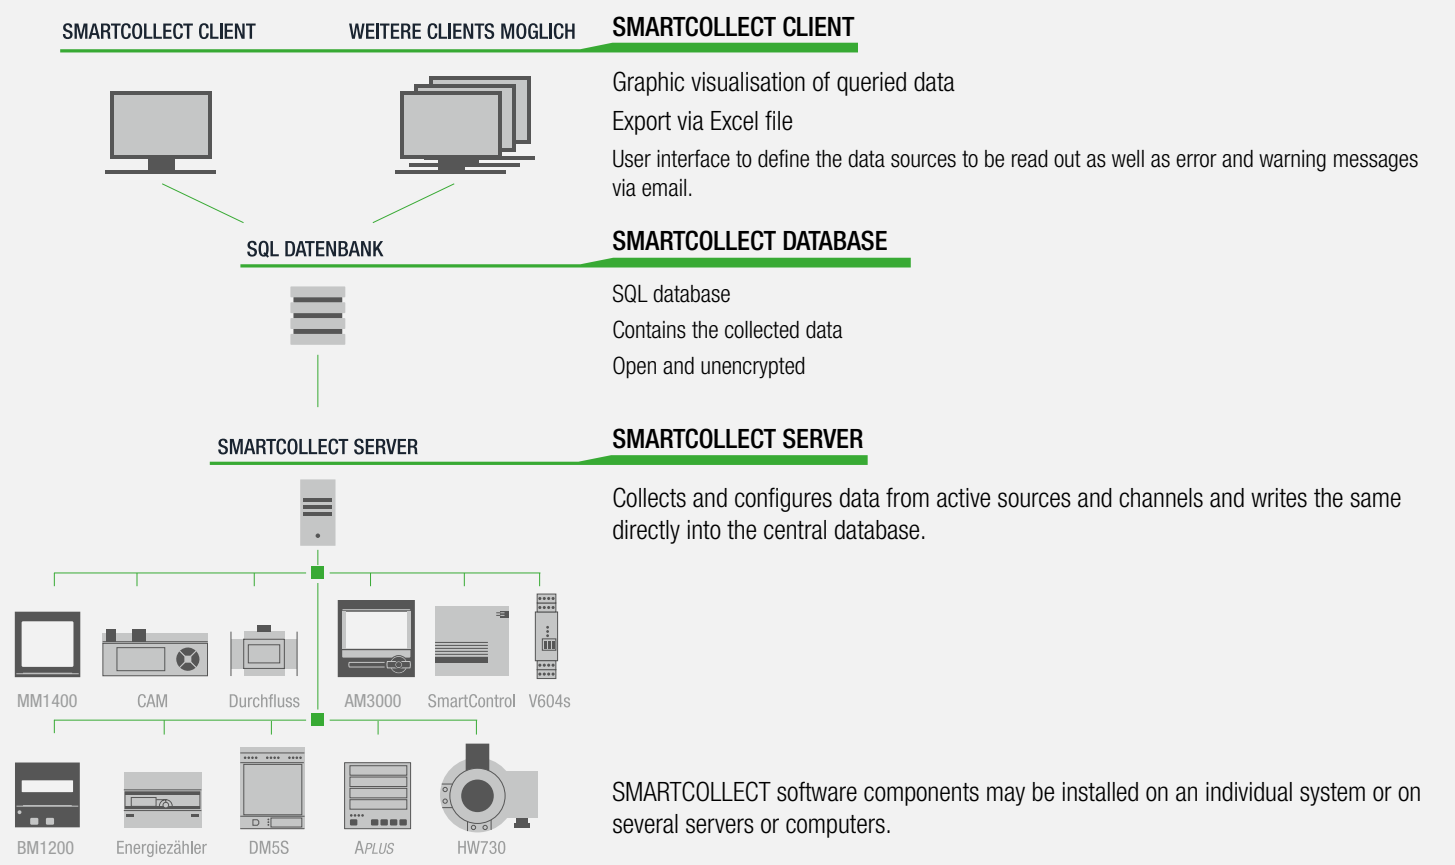 SMARTCOLLECT CLIENT
WEITERE CLIENTS MOGLICH
SMARTCOLLECT CLIENT
Graphic visualisation of queried data
Export via Excel file
User interface to define the data sources to be read out as well as error and warning messages
via email.
SQL DATENBANK
SMARTCOLLECT DATABASE
SQL database
Contains the collected data
Open and unencrypted
SMARTCOLLECT SERVER
SMARTCOLLECT SERVER
Collects and configures data from active sources and channels and writes the same
directly into the central database.
MM1400
CAM
Durchfluss
AM3000
SmartControl
V604s
BM1200
Energiezähler
DM5S
APLUS
HW730
SMARTCOLLECT software components may be installed on an individual system or on
several servers or computers.